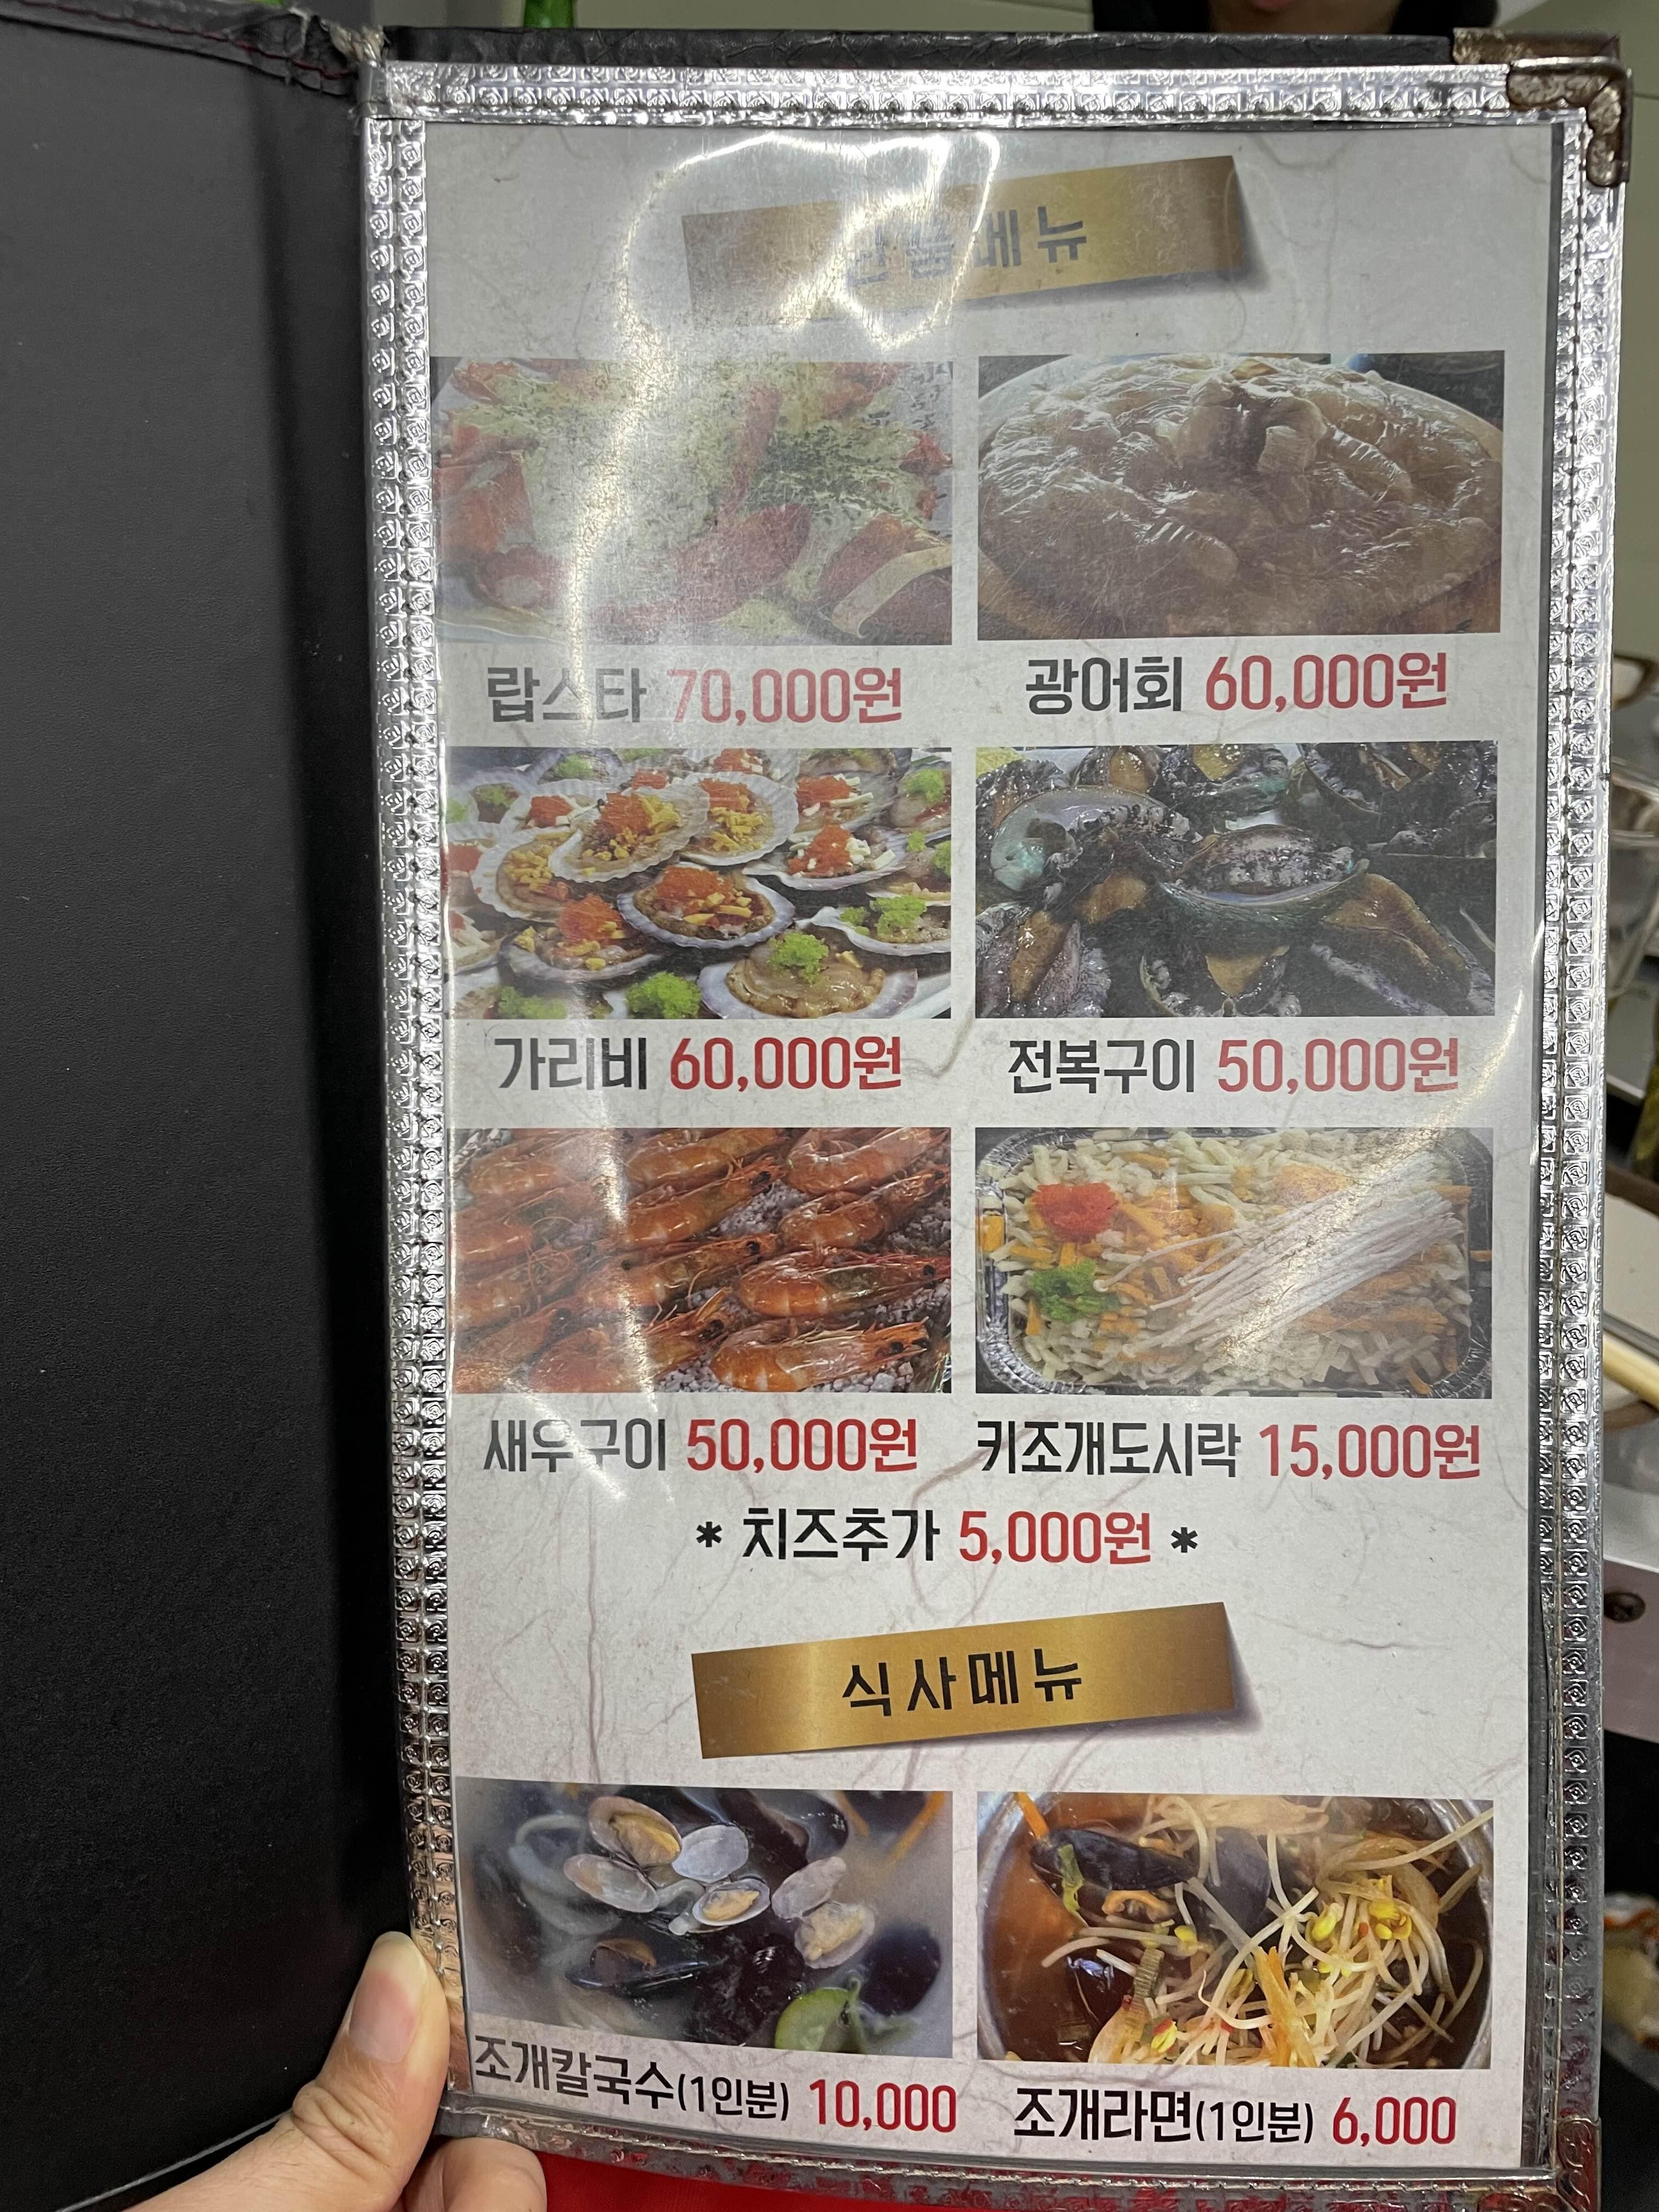 단품메뉴
랍스타 70,000원
광어회 60,000원
가리비 60,000원
전복구이 50,000원
새우구이 50,000원
키조개도시락 15,000원
* 치즈추가 5,000원 *
식사메뉴
조개칼국수(1인분) 10,000
조개라면(1인분) 6,000